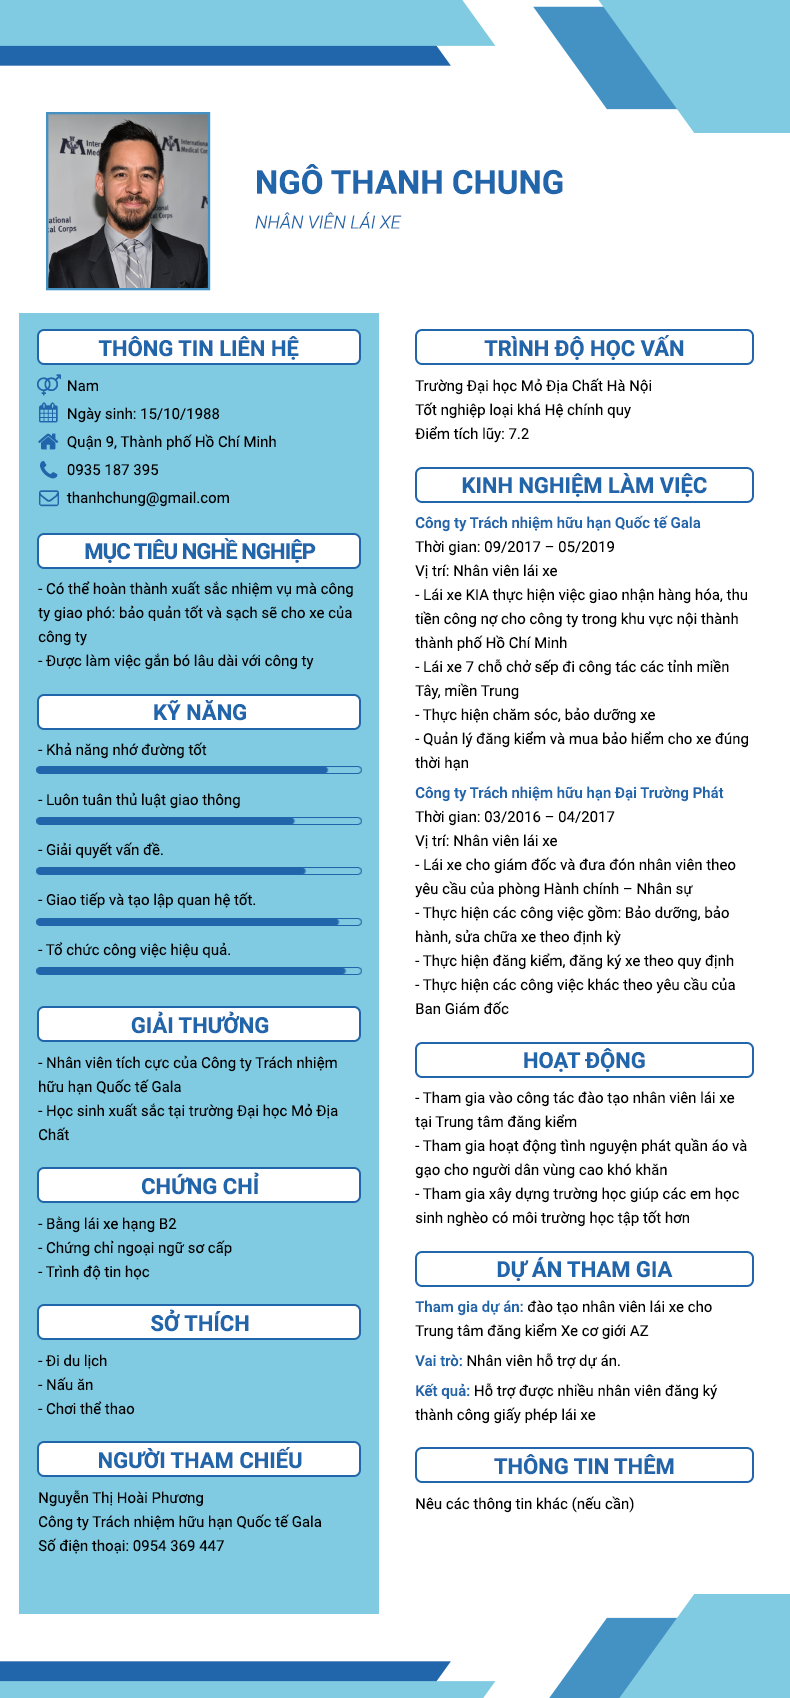 Interna
Medic
International
Medical Cor
national
al Corps
NGÔ THANH CHUNG
NHÂN VIÊN LÁI XE
THÔNG TIN LIÊN HỆ
Nam
Ngày sinh: 15/10/1988
Quận 9, Thành phố Hồ Chí Minh
0935 187 395
thanhchung@gmail.com
MỤC TIÊU NGHỀ NGHIỆP
- Có thể hoàn thành xuất sắc nhiệm vụ mà công
ty giao phó: bảo quản tốt và sạch sẽ cho xe của
công ty
- Được làm việc gắn bó lâu dài với công ty
KỸ NĂNG
- Khả năng nhớ đường tốt
- Luôn tuân thủ luật giao thông
- Giải quyết vấn đề.
- Giao tiếp và tạo lập quan hệ tốt.
- Tổ chức công việc hiệu quả.
GIẢI THƯỞNG
- Nhân viên tích cực của Công ty Trách nhiệm
hữu hạn Quốc tế Gala
- Học sinh xuất sắc tại trường Đại học Mỏ Địa
Chất
CHỨNG CHỈ
- Bằng lái xe hạng B2
- Chứng chỉ ngoại ngữ sơ cấp
- Trình độ tin học
SỞ THÍCH
- Đi du lịch
- Nấu ăn
- Chơi thể thao
NGƯỜI THAM CHIẾU
Nguyễn Thị Hoài Phương
Công ty Trách nhiệm hữu hạn Quốc tế Gala
Số điện thoại: 0954 369 447
TRÌNH ĐỘ HỌC VẤN
Trường Đại học Mỏ Địa Chất Hà Nội
Tốt nghiệp loại khá Hệ chính quy
Điểm tích lũy: 7.2
KINH NGHIỆM LÀM VIỆC
Công ty Trách nhiệm hữu hạn Quốc tế Gala
Thời gian: 09/2017 – 05/2019
Vị trí: Nhân viên lái xe
- Lái xe KIA thực hiện việc giao nhận hàng hóa, thu
tiền công nợ cho công ty trong khu vực nội thành
thành phố Hồ Chí Minh
- Lái xe 7 chỗ chở sếp đi công tác các tỉnh miền
Tây, miền Trung
- Thực hiện chăm sóc, bảo dưỡng xe
- Quản lý đăng kiểm và mua bảo hiểm cho xe đúng
thời hạn
Công ty Trách nhiệm hữu hạn Đại Trường Phát
Thời gian: 03/2016 – 04/2017
Vị trí: Nhân viên lái xe
- Lái xe cho giám đốc và đưa đón nhân viên theo
yêu cầu của phòng Hành chính – Nhân sự
- Thực hiện các công việc gồm: Bảo dưỡng, bảo
hành, sửa chữa xe theo định kỳ
- Thực hiện đăng kiểm, đăng ký xe theo quy định
- Thực hiện các công việc khác theo yêu cầu của
Ban Giám đốc
HOẠT ĐỘNG
- Tham gia vào công tác đào tạo nhân viên lái xe
tại Trung tâm đăng kiểm
- Tham gia hoạt động tình nguyện phát quần áo và
gạo cho người dân vùng cao khó khăn
- Tham gia xây dựng trường học giúp các em học
sinh nghèo có môi trường học tập tốt hơn
DỰ ÁN THAM GIA
Tham gia dự án: đào tạo nhân viên lái xe cho
Trung tâm đăng kiểm Xe cơ giới AZ
Vai trò: Nhân viên hỗ trợ dự án.
Kết quả: Hỗ trợ được nhiều nhân viên đăng ký
thành công giấy phép lái xe
THÔNG TIN THÊM
Nêu các thông tin khác (nếu cần)